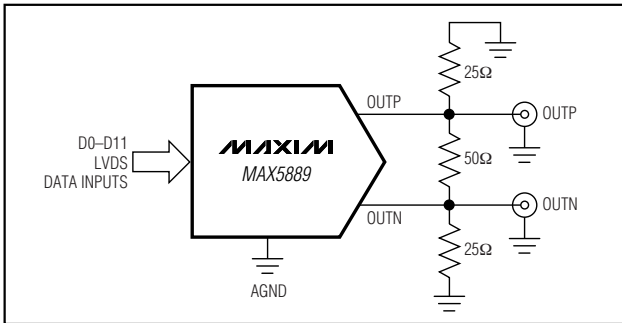 25Ω
OUTP
OUTP
D0–D11
LVDS
DATA INPUTS
MAXIM
MAX5889
50Ω
OUTN
OUTN
25Ω
AGND